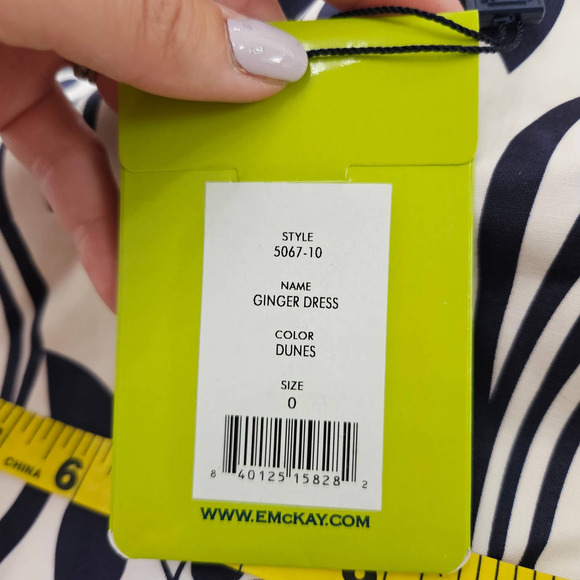 STYLE
5067-10
NAME
GINGER DRESS
COLOR
DUNES
SIZE
0
8 40125 15828 2
WWW.EMCKAY.COM
CHINA 6